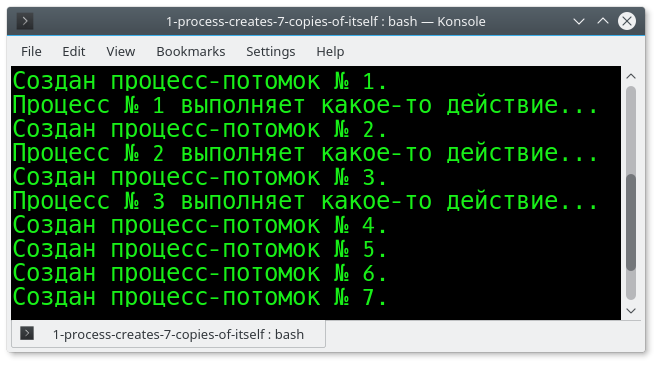 1-process-creates-7-copies-of-itself : bash — Konsole
File Edit View Bookmarks Settings Help
Создан процесс-потомок № 1.
Процесс № 1 выполняет какое-то действие...
Создан процесс-потомок № 2.
Процесс № 2 выполняет какое-то действие...
Создан процесс-потомок № 3.
Процесс № 3 выполняет какое-то действие...
Создан процесс-потомок № 4.
Создан процесс-потомок № 5.
Создан процесс-потомок № 6.
Создан процесс-потомок № 7.
1-process-creates-7-copies-of-itself : bash